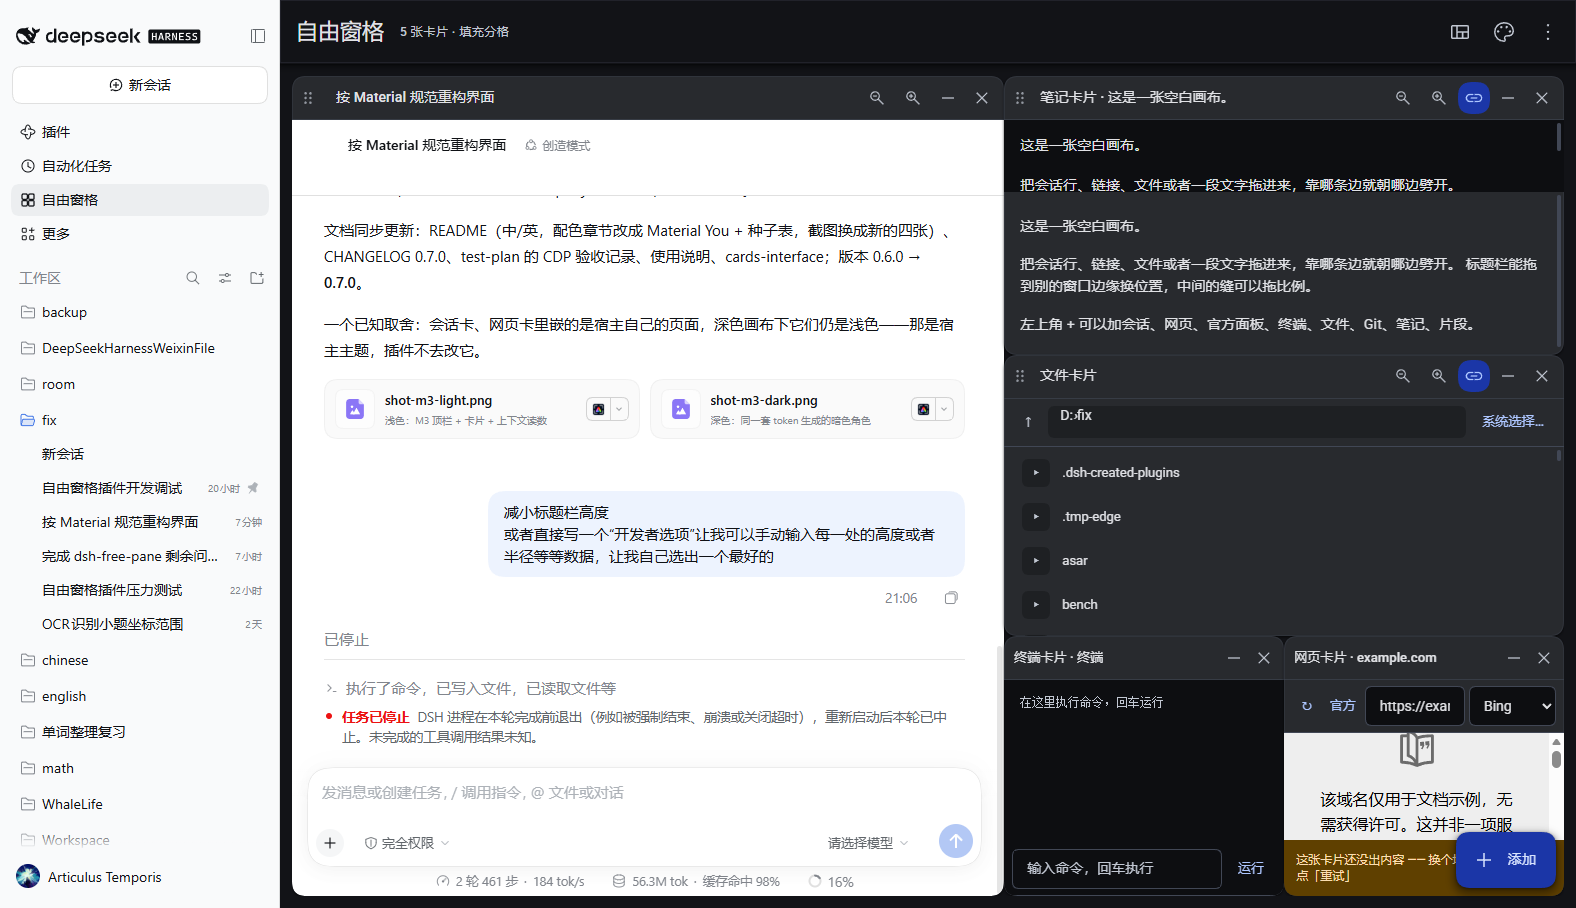 deepseek HARNESS
新会话
插件
自动化任务
自由窗格
更多
工作区
backup
DeepSeekHarnessWeixinFile
room
fix
新会话
自由窗格插件开发调试 20小时
按 Material 规范重构界面 7分钟
完成 dsh-free-pane 剩余问... 7小时
自由窗格插件压力测试 22小时
OCR识别小题坐标范围 2天
chinese
english
单词整理复习
math
WhaleLife
Workspace
Articulus Temporis
自由窗格 5 张卡片 · 填充分格
按 Material 规范重构界面
按 Material 规范重构界面 创造模式
文档同步更新：README（中/英，配色章节改成 Material You + 种子表，截图换成新的四张）、
CHANGELOG 0.7.0、test-plan 的 CDP 验收记录、使用说明、cards-interface；版本 0.6.0 →
0.7.0。
一个已知取舍：会话卡、网页卡里嵌的是宿主自己的页面，深色画布下它们仍是浅色——那是宿
主主题，插件不去改它。
shot-m3-light.png
浅色：M3 顶栏 + 卡片 + 上下文读数
shot-m3-dark.png
深色：同一套 token 生成的暗色角色
减小标题栏高度
或者直接写一个“开发者选项”让我可以手动输入每一处的高度或者
半径等等数据，让我自己选出一个最好的
21:06
已停止
执行了命令，已写入文件，已读取文件等
任务已停止 DSH 进程在本轮完成前退出（例如被强制结束、崩溃或关闭超时），重新启动后本轮已中
止。未完成的工具调用结果未知。
发消息或创建任务，/ 调用指令，@ 文件或对话
完全权限
请选择模型
2 轮 461 步 · 184 tok/s
56.3M tok · 缓存命中 98%
16%
笔记卡片 · 这是一张空白画布。
这是一张空白画布。
把会话行、链接、文件或者一段文字拖进来，靠哪条边就朝哪边劈开。
这是一张空白画布。
把会话行、链接、文件或者一段文字拖进来，靠哪条边就朝哪边劈开。 标题栏能拖
到别的窗口边缘换位置，中间的缝可以拖比例。
左上角 + 可以加会话、网页、官方面板、终端、文件、Git、笔记、片段。
文件卡片
↑ D:\fix 系统选择...
.dsh-created-plugins
.tmp-edge
asar
bench
终端卡片 · 终端
在这里执行命令，回车运行
输入命令，回车执行 运行
网页卡片 · example.com
官方 https://exar Bing
该域名仅用于文档示例，无
需获得许可。这并非一项服
这张卡片还没出内容 —— 换个
点「重试」
添加